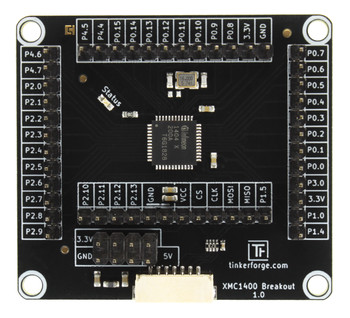 P4.5 P4.4 P0.15 P0.14 P0.13 P0.12 P0.11 P0.10 P0.9 P0.8 3.3V GND
P4.6
P4.7
P2.0
P2.1
P2.2
P2.3
P2.4
P2.5
P2.6
P2.7
P2.8
P2.9
P0.7
P0.6
P0.5
P0.4
P0.3
P0.2
P0.1
P0.0
3.3V
P1.0
P1.4
Status
infineon
1404 X
200AA
P2.10 P2.11 P2.12 P2.13 GND VCC CS CLK MOSI MISO P1.5
3.3V
GND
5V
TF
tinkerforge.com
XMC1400 Breakout
1.0